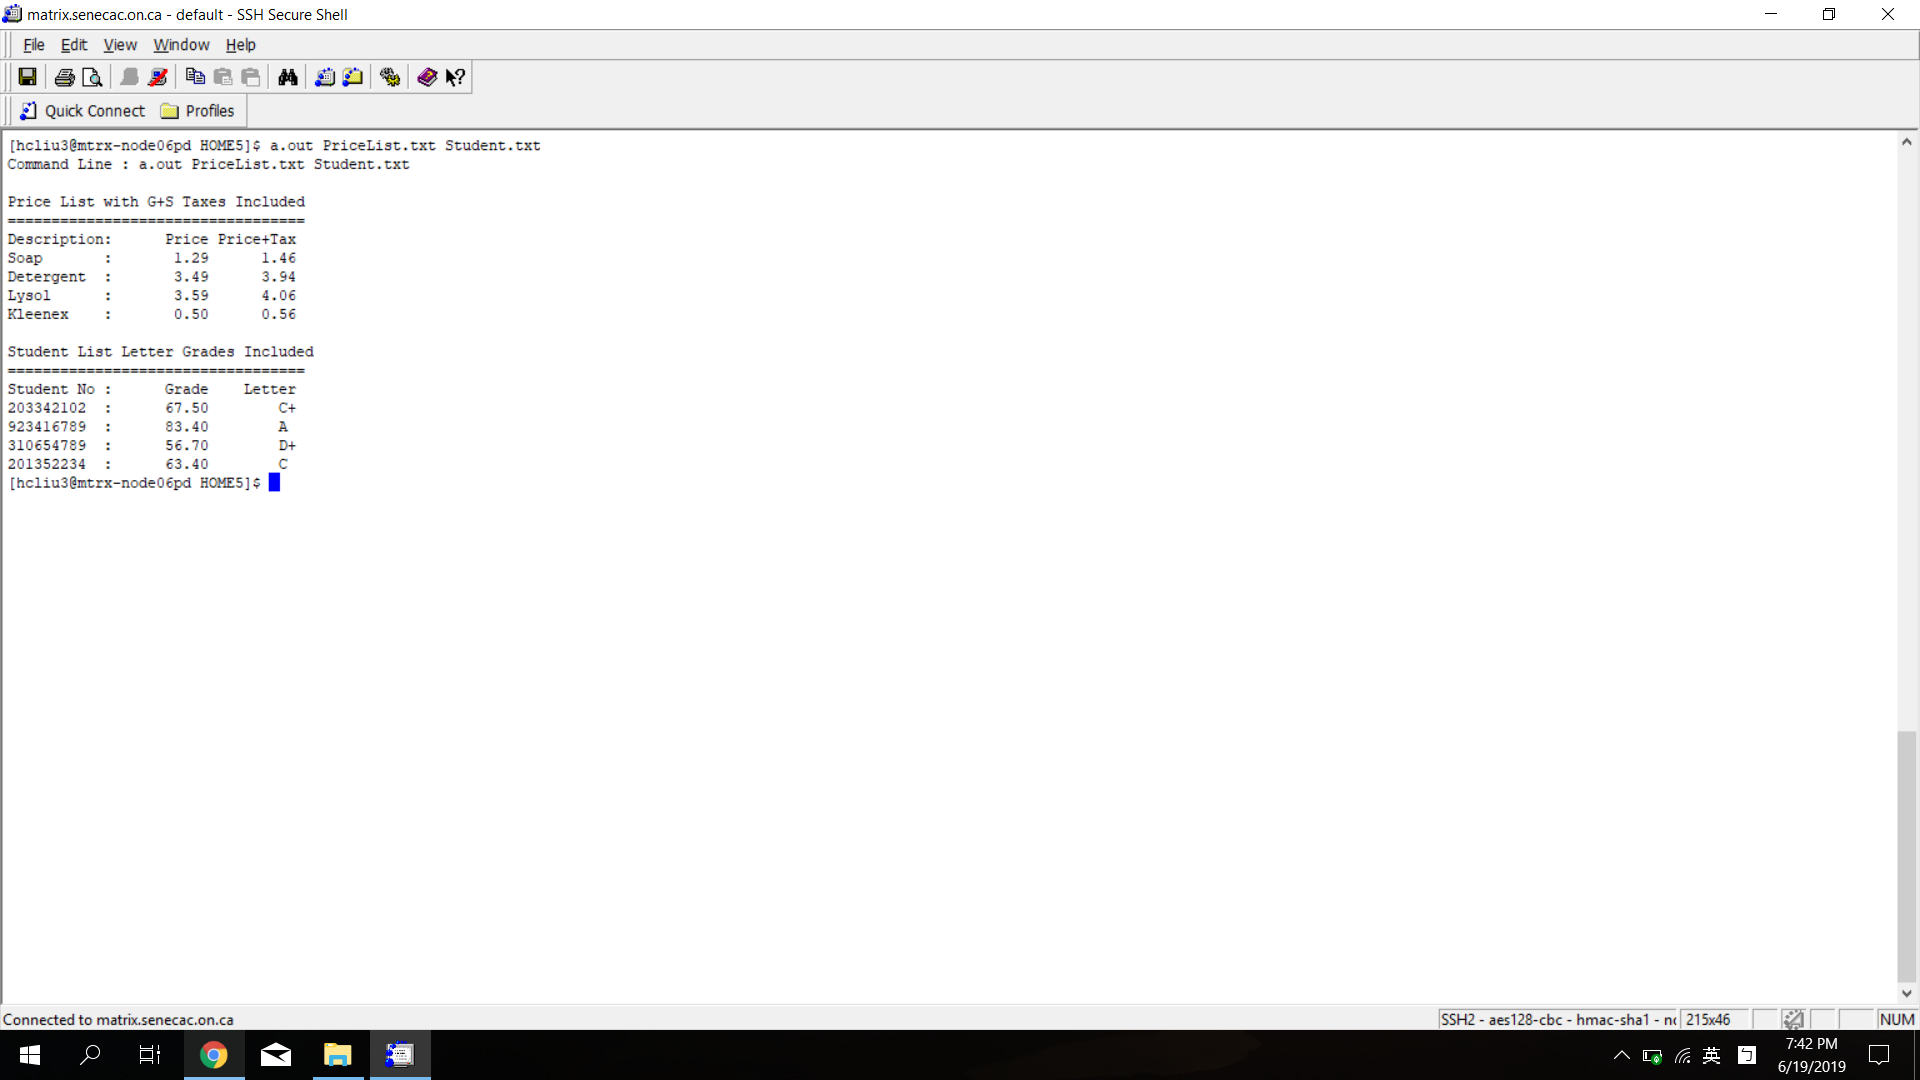 matrix.senecac.on.ca - default - SSH Secure Shell
File Edit View Window Help
Quick Connect Profiles
[hcliu3@mtrx-node06pd HOME5]$ a.out PriceList.txt Student.txt
Command Line : a.out PriceList.txt Student.txt
Price List with G+S Taxes Included
==================================
Description:      Price Price+Tax
Soap       :       1.29      1.46
Detergent  :       3.49      3.94
Lysol      :       3.59      4.06
Kleenex    :       0.50      0.56
Student List Letter Grades Included
==================================
Student No :      Grade    Letter
203342102  :      67.50        C+
923416789  :      83.40        A
310654789  :      56.70        D+
201352234  :      63.40        C
[hcliu3@mtrx-node06pd HOME5]$
Connected to matrix.senecac.on.ca
SSH2 - aes128-cbc - hmac-sha1 - 215x46 NUM
英
7:42 PM
6/19/2019